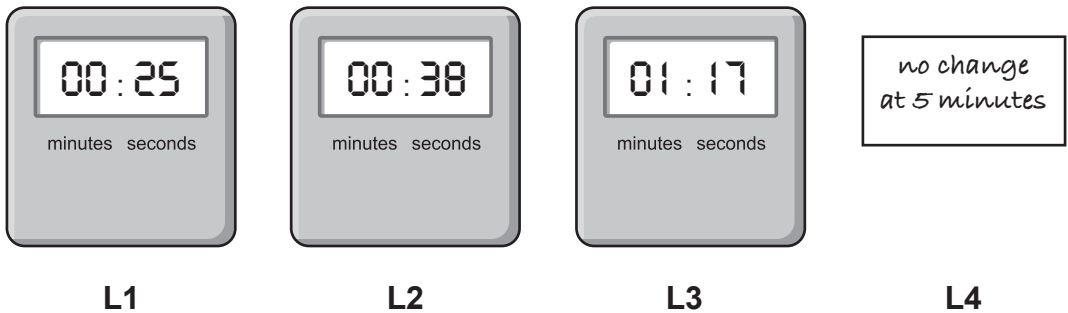 00 : 25
minutes seconds
L1
00 : 38
minutes seconds
L2
01 : 17
minutes seconds
L3
no change
at 5 minutes
L4